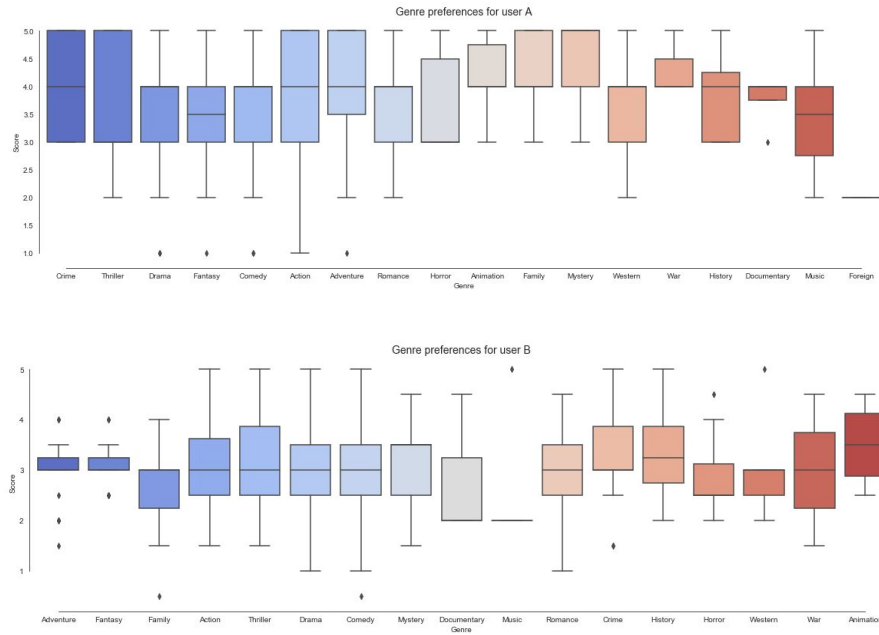 Genre preferences for user A
5.0
4.5
4.0
3.5
3.0
2.5
2.0
1.5
1.0
Score
Crime Thriller Drama Fantasy Comedy Action Adventure Romance Horror Animation Family Mystery Western War History Documentary Music Foreign
Genre
Genre preferences for user B
5
4
3
2
1
Score
Adventure Fantasy Family Action Thriller Drama Comedy Mystery Documentary Music Romance Crime History Horror Western War Animation
Genre